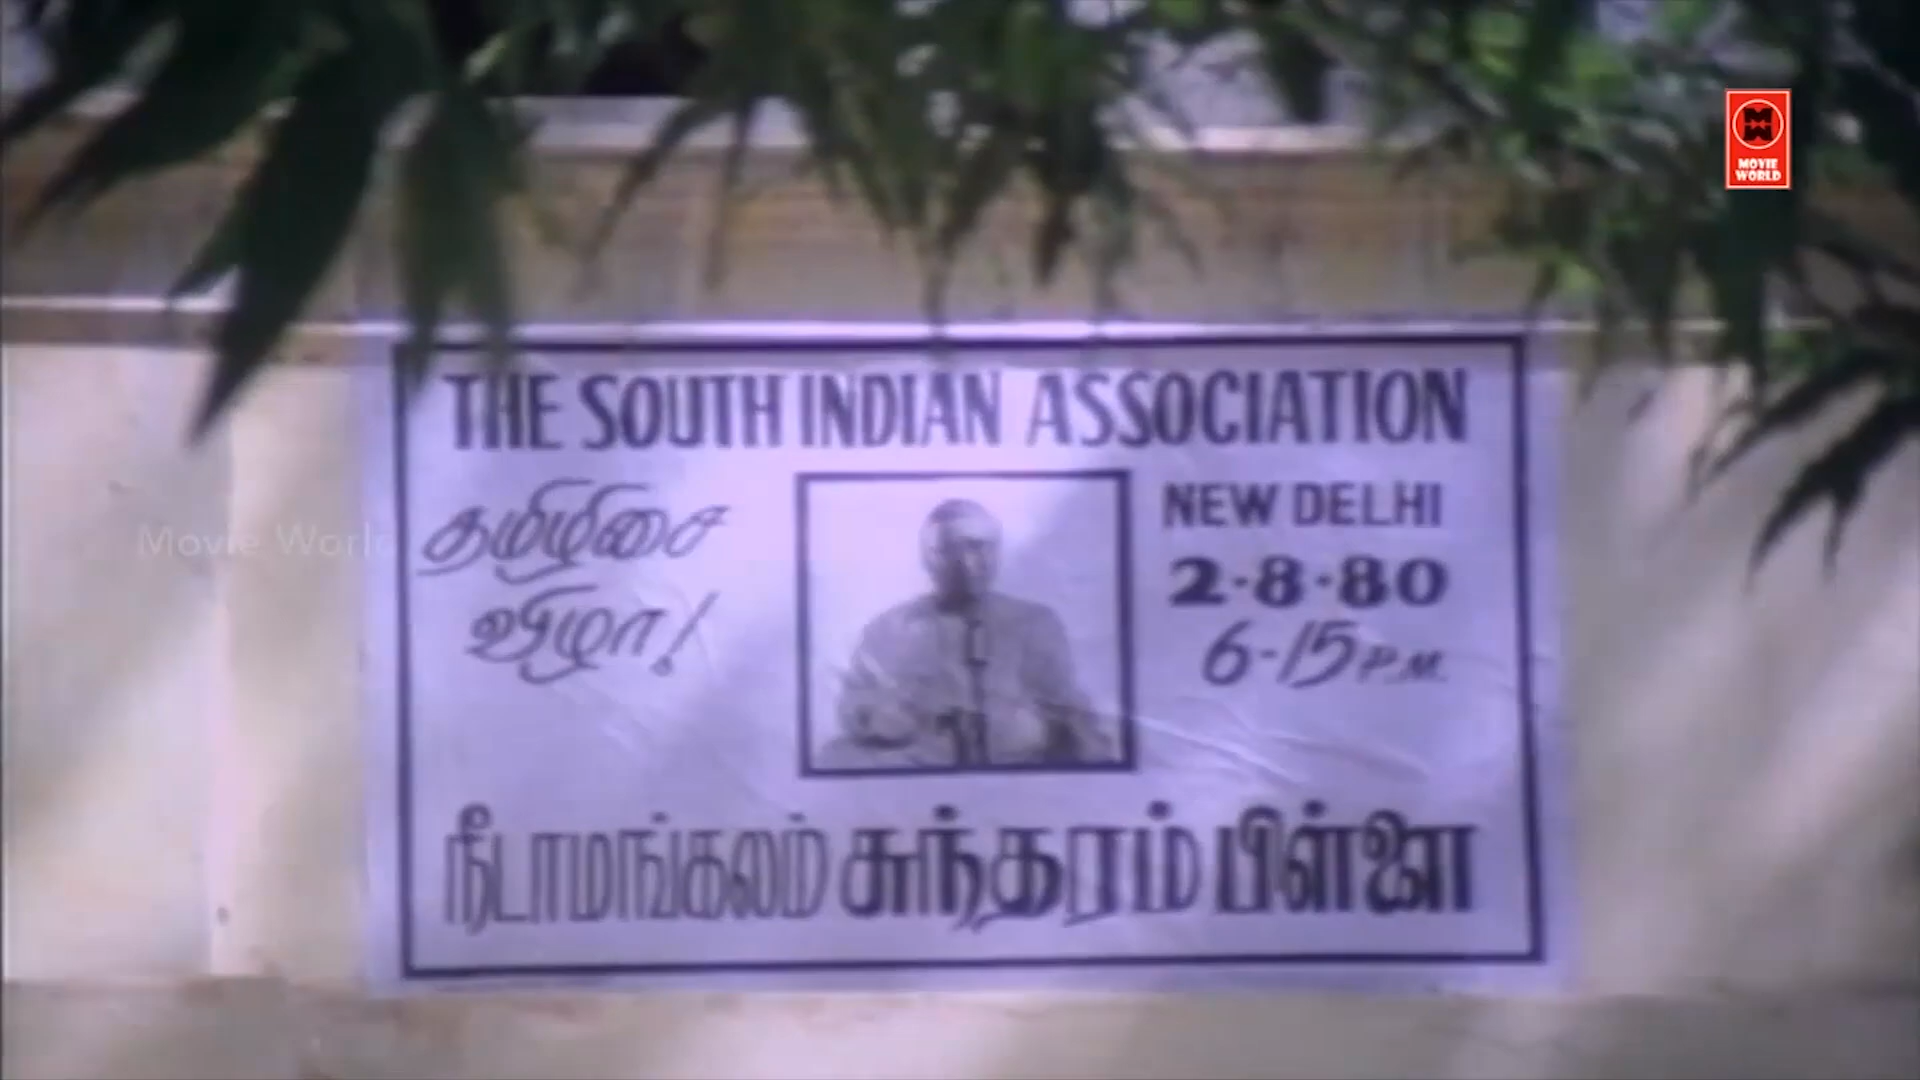 MOVIE
WORLD
THE SOUTH INDIAN ASSOCIATION
தமிழிசை
விழா!
NEW DELHI
2-8-80
6-15 P.M.
Movie World
நீடாமங்கலம் சுந்தரம் பிள்ளை